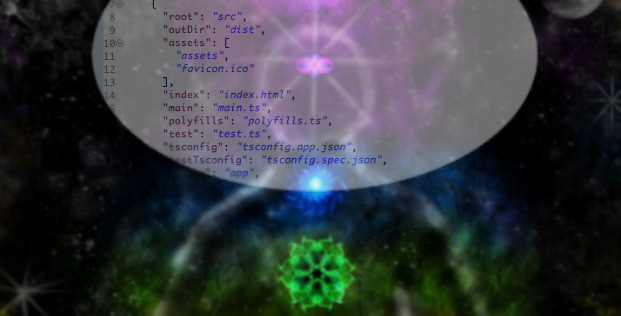 7 {
8 "root": "src",
9 "outDir": "dist",
10 "assets": [
11 "assets",
12 "favicon.ico"
13 ],
14 "index": "index.html",
"main": "main.ts",
"polyfills": "polyfills.ts",
"test": "test.ts",
"tsconfig": "tsconfig.app.json",
"tsconfig.spec.json",
"app",